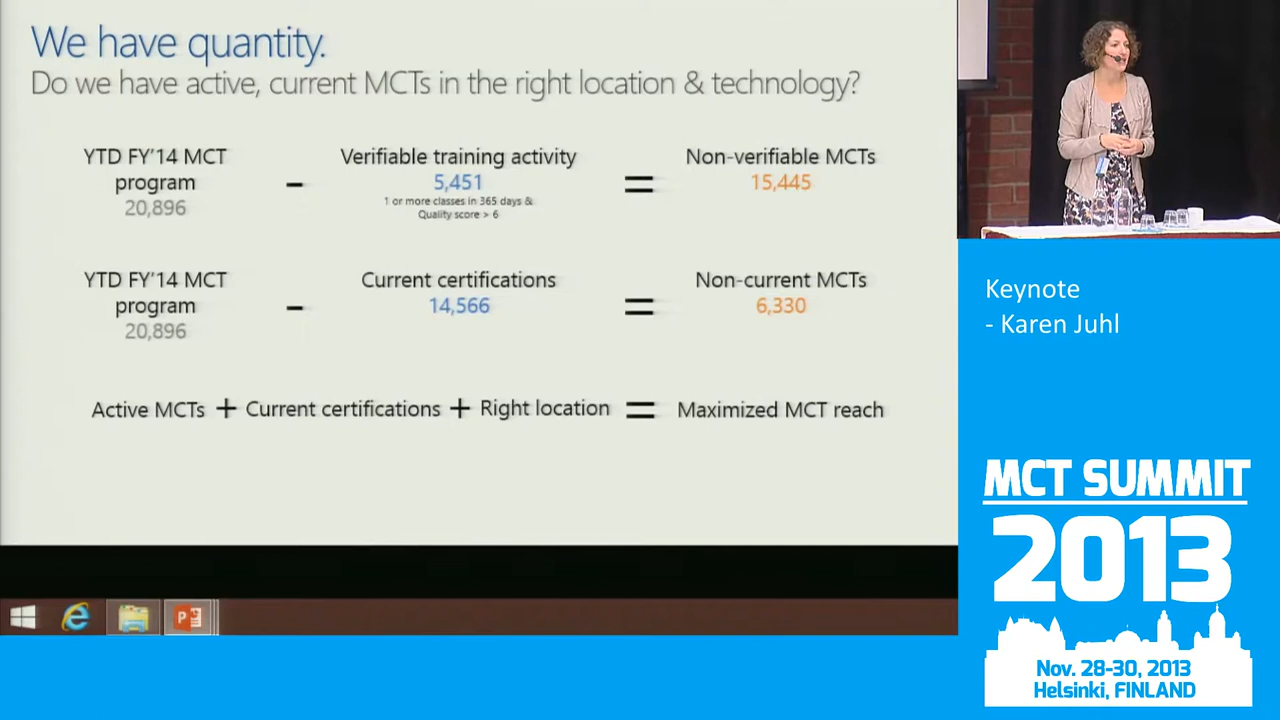 We have quantity.
Do we have active, current MCTs in the right location & technology?
YTD FY'14 MCT
program
20,896
-
Verifiable training activity
5,451
1 or more classes in 365 days &
Quality score > 6
=
Non-verifiable MCTs
15,445
YTD FY'14 MCT
program
20,896
-
Current certifications
14,566
=
Non-current MCTs
6,330
Active MCTs + Current certifications + Right location = Maximized MCT reach
Keynote
- Karen Juhl
MCT SUMMIT
2013
Nov. 28-30, 2013
Helsinki, FINLAND